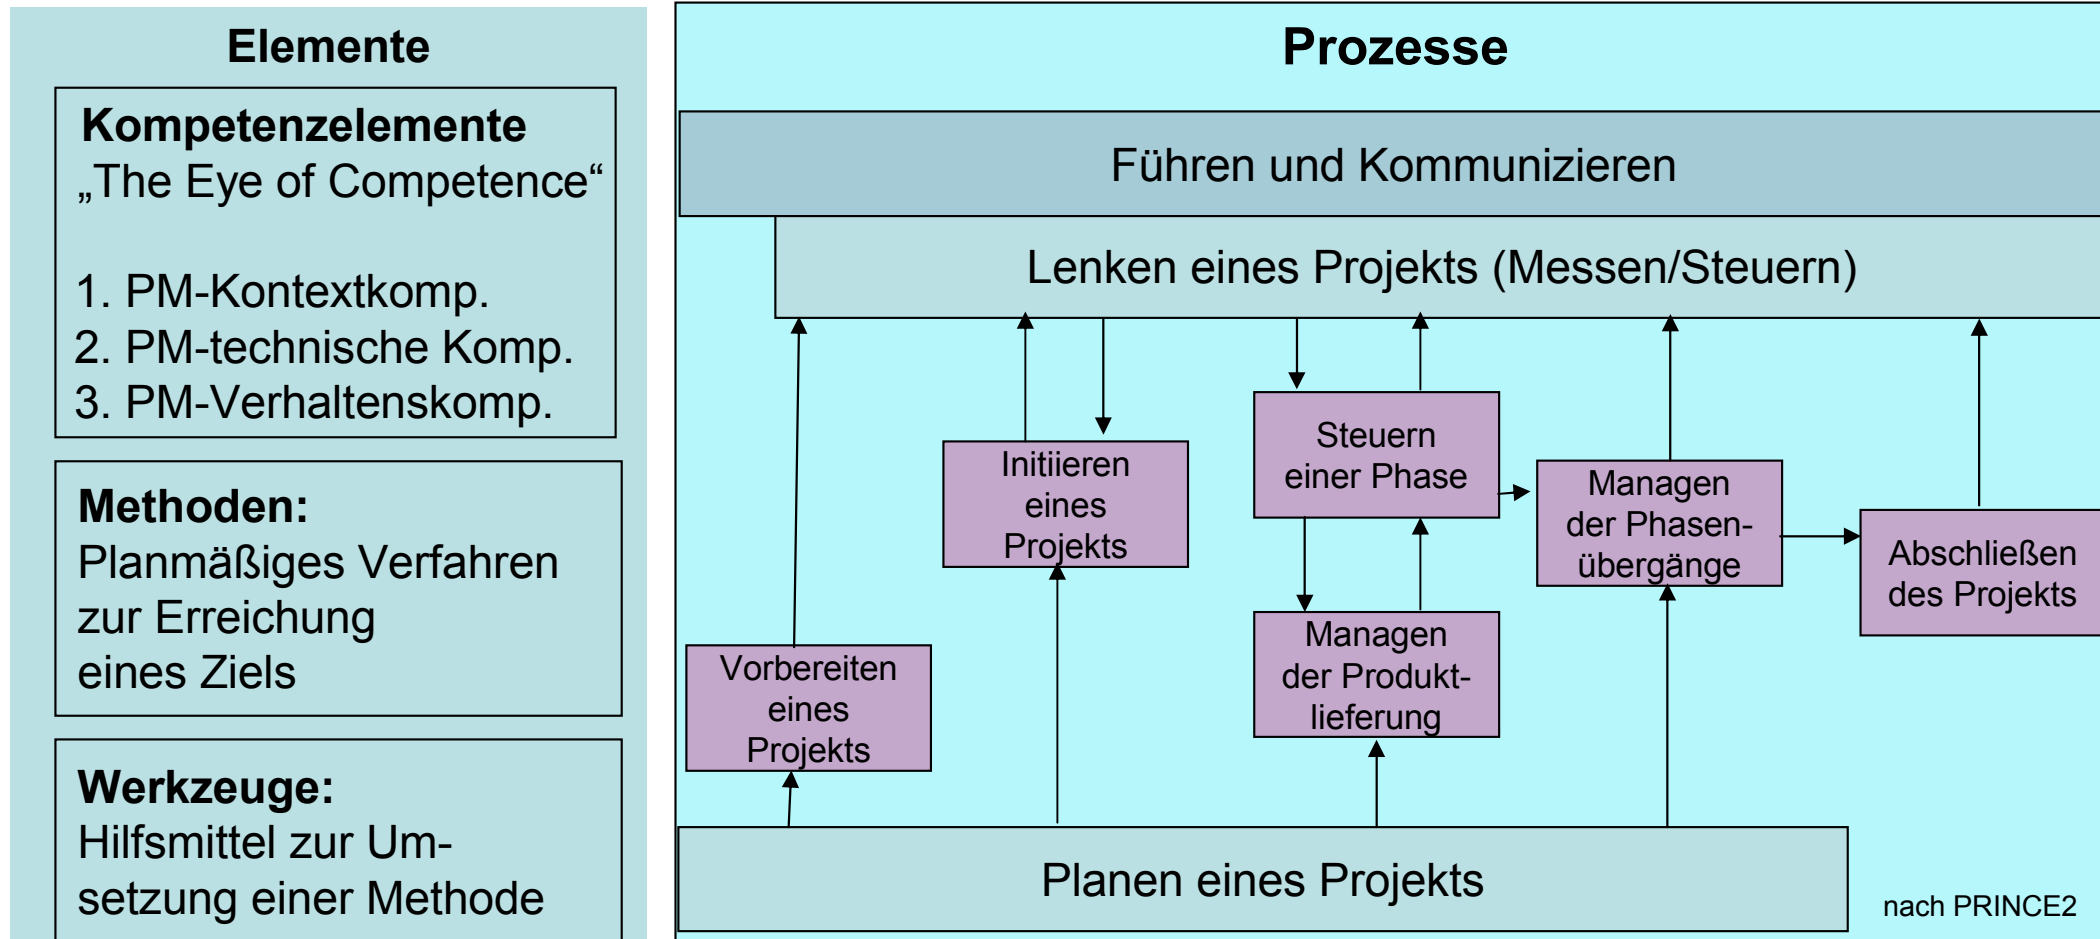 Elemente
Kompetenzelemente
„The Eye of Competence“
1. PM-Kontextkomp.
2. PM-technische Komp.
3. PM-Verhaltenskomp.
Methoden:
Planmäßiges Verfahren
zur Erreichung
eines Ziels
Werkzeuge:
Hilfsmittel zur Um-
setzung einer Methode
Prozesse
Führen und Kommunizieren
Lenken eines Projekts (Messen/Steuern)
Vorbereiten
eines
Projekts
Initiieren
eines
Projekts
Steuern
einer Phase
Managen
der Produkt-
lieferung
Managen
der Phasen-
übergänge
Abschließen
des Projekts
Planen eines Projekts
nach PRINCE2